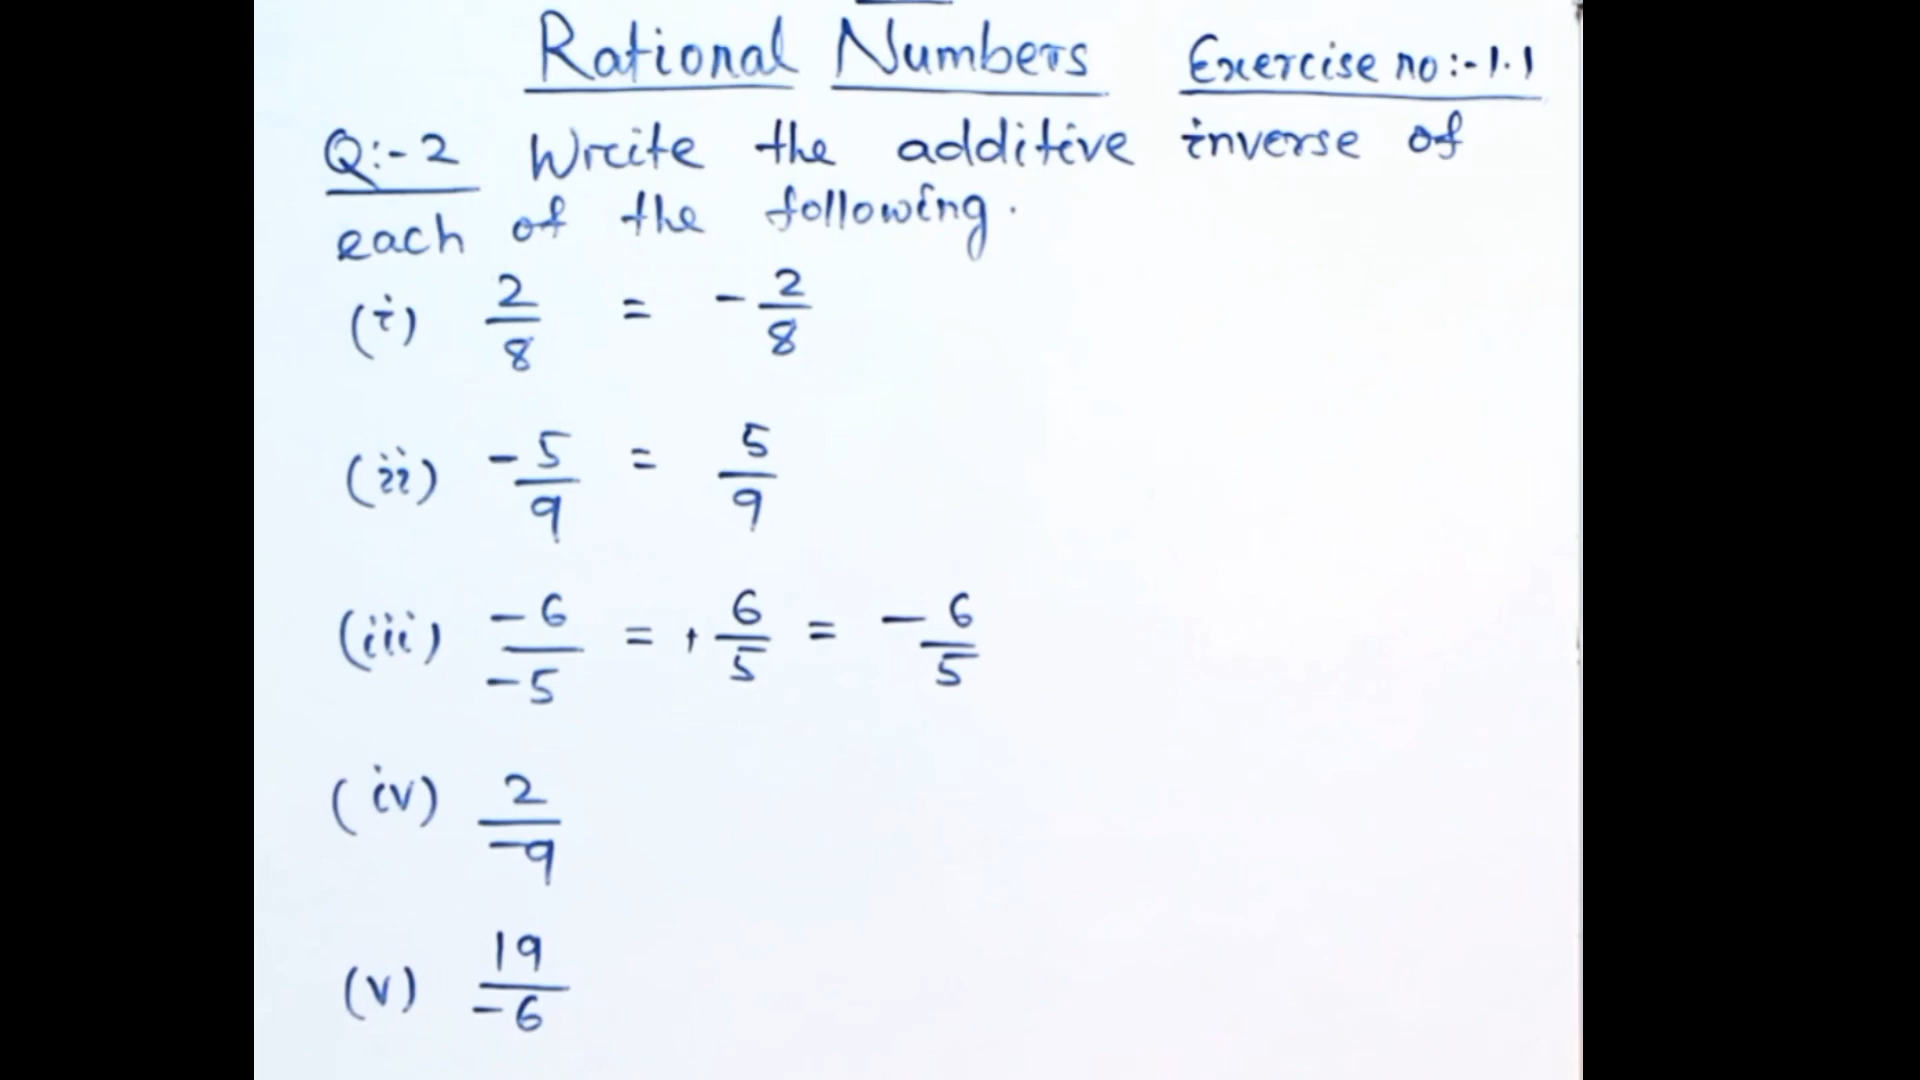 Rational Numbers Exercise no:-1.1
Q:-2 Write the additive inverse of
each of the following.
(i) 2/8 = -2/8
(ii) -5/9 = 5/9
(iii) -6/-5 = +6/5 = -6/5
(iv) 2/-9
(v) 19/-6